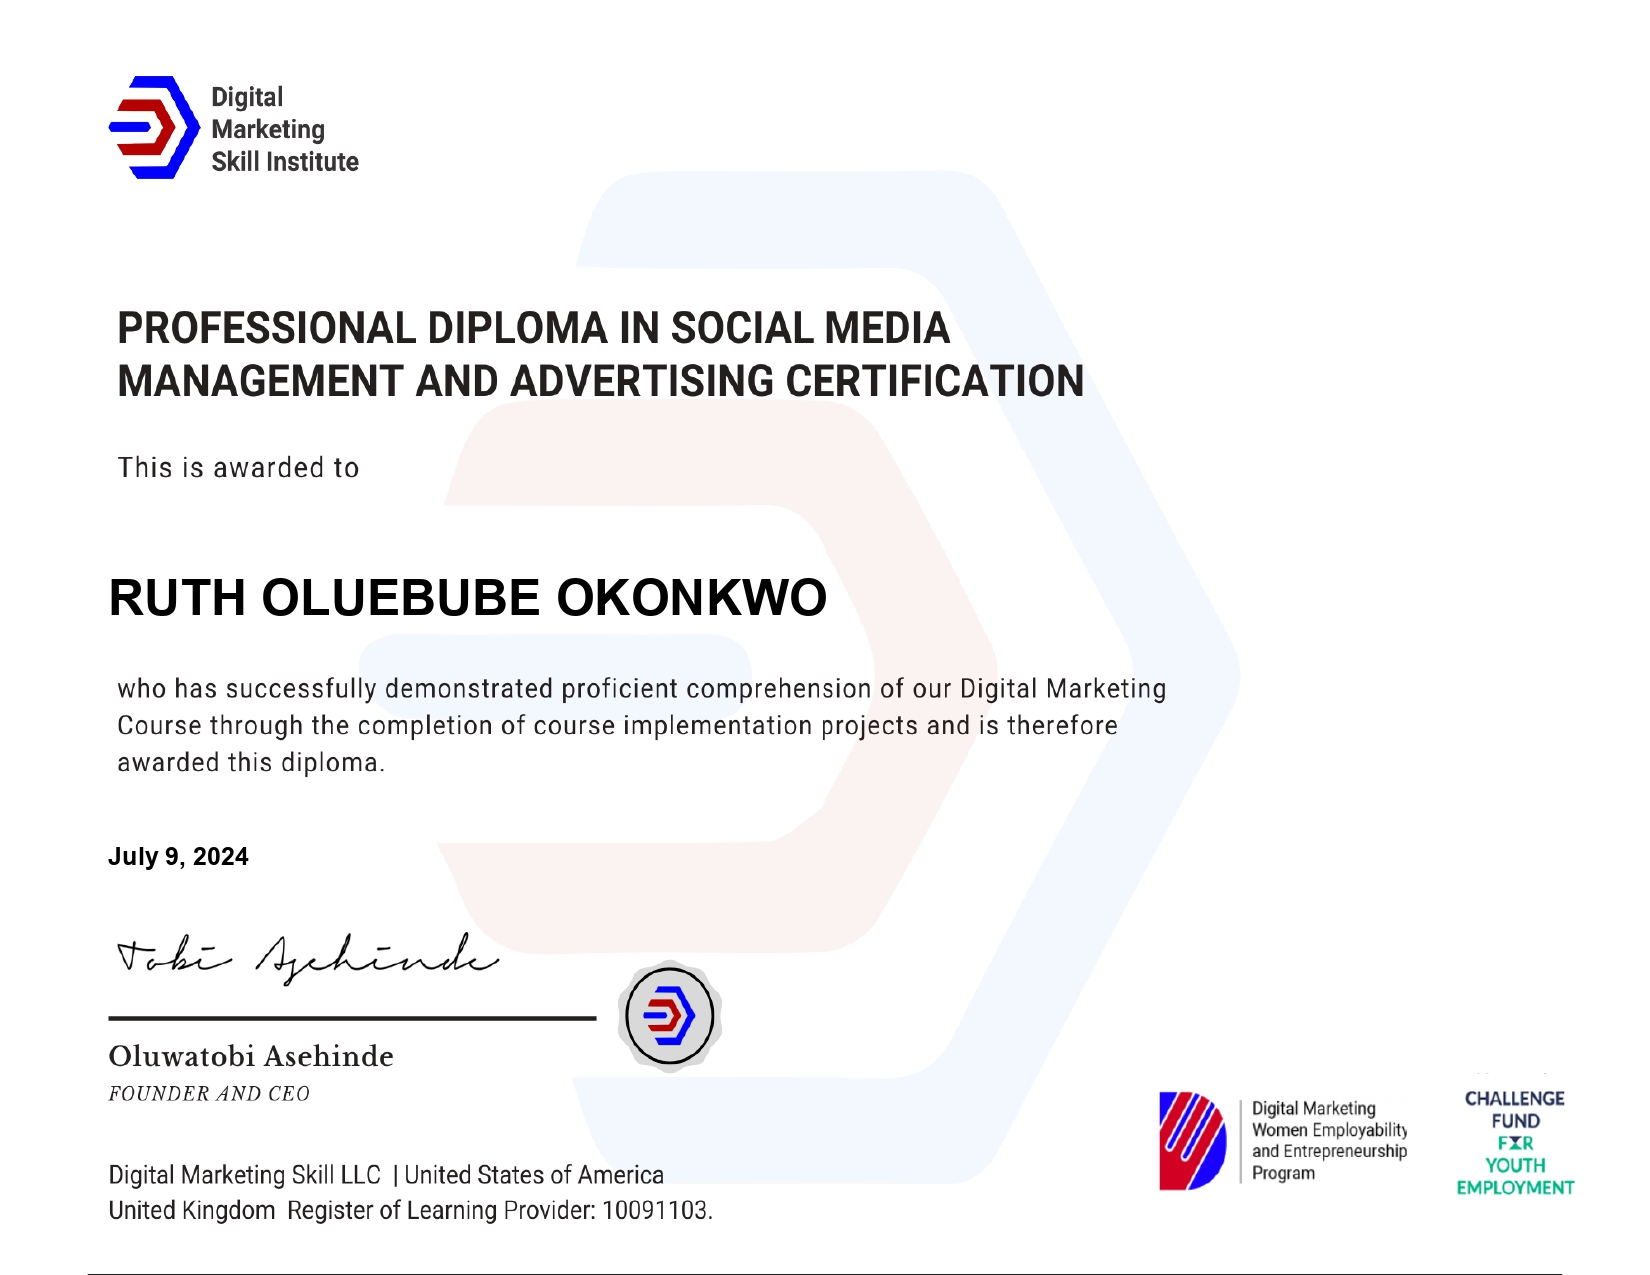 Digital
Marketing
Skill Institute
PROFESSIONAL DIPLOMA IN SOCIAL MEDIA
MANAGEMENT AND ADVERTISING CERTIFICATION
This is awarded to
RUTH OLUEBUBE OKONKWO
who has successfully demonstrated proficient comprehension of our Digital Marketing
Course through the completion of course implementation projects and is therefore
awarded this diploma.
July 9, 2024
Tobi Asehinde
Oluwatobi Asehinde
FOUNDER AND CEO
Digital Marketing Skill LLC | United States of America
United Kingdom Register of Learning Provider: 10091103.
Digital Marketing
Women Employability
and Entrepreneurship
Program
CHALLENGE
FUND
FOR
YOUTH
EMPLOYMENT